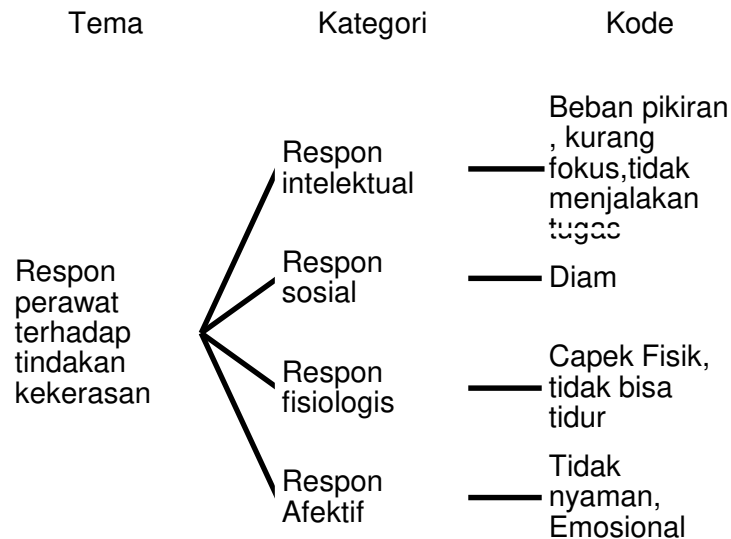 Tema
Kategori
Kode
Respon
perawat
terhadap
tindakan
kekerasan
Respon
intelektual
Beban pikiran
, kurang
fokus,tidak
menjalakan
tugas
Respon
sosial
Diam
Respon
fisiologis
Capek Fisik,
tidak bisa
tidur
Respon
Afektif
Tidak
nyaman,
Emosional